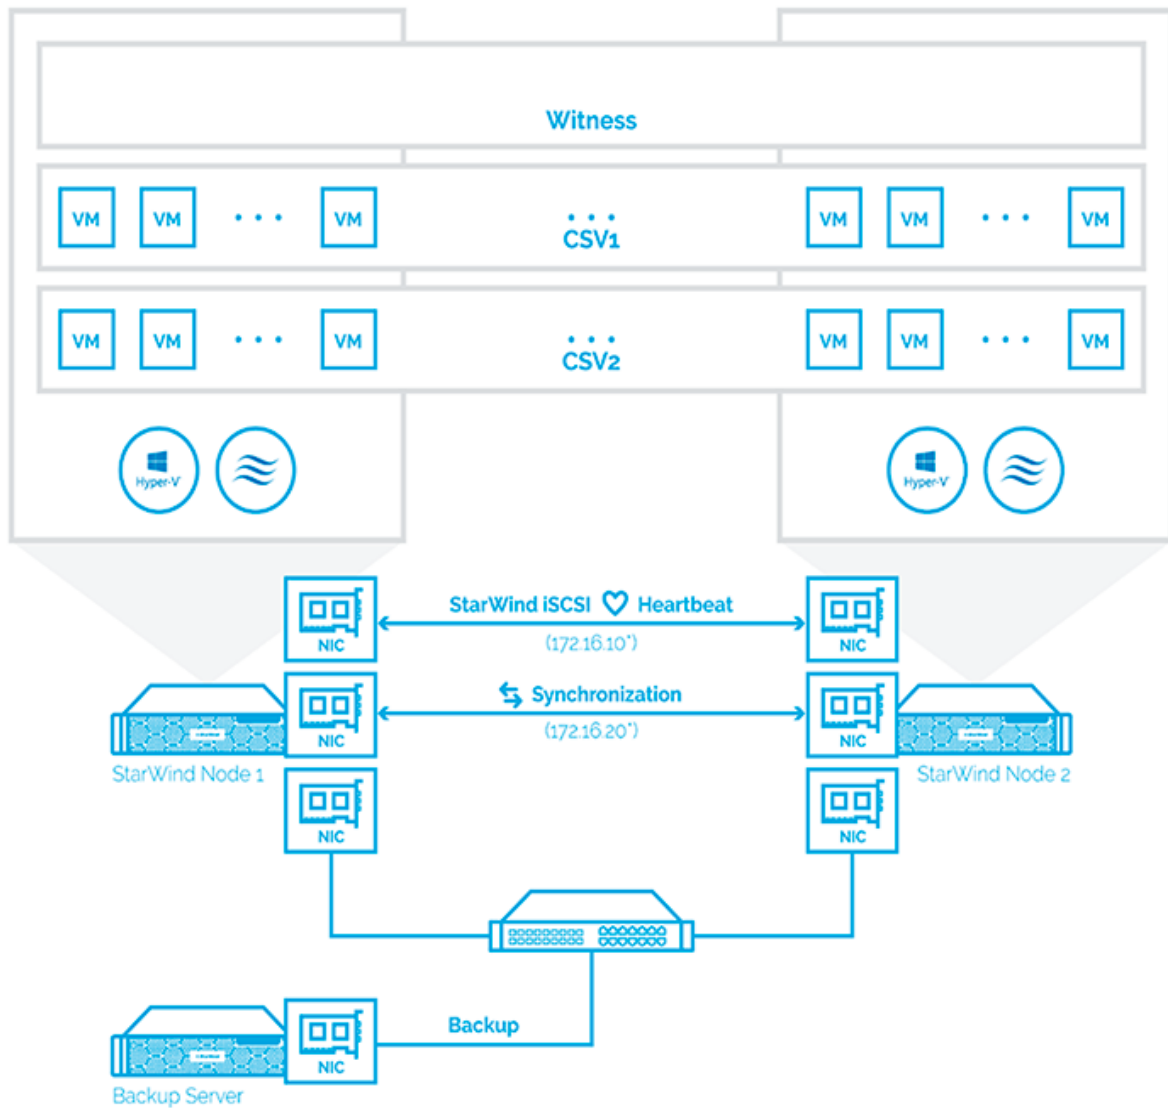 Witness
VM VM ... VM ... VM VM ... VM
CSV1
VM VM ... VM ... VM VM ... VM
CSV2
Hyper-V Hyper-V
StarWind iSCSI Heartbeat
(172.16.10*)
NIC NIC
Synchronization
(172.16.20*)
NIC NIC
StarWind Node 1 StarWind Node 2
NIC NIC
Backup
NIC
Backup Server